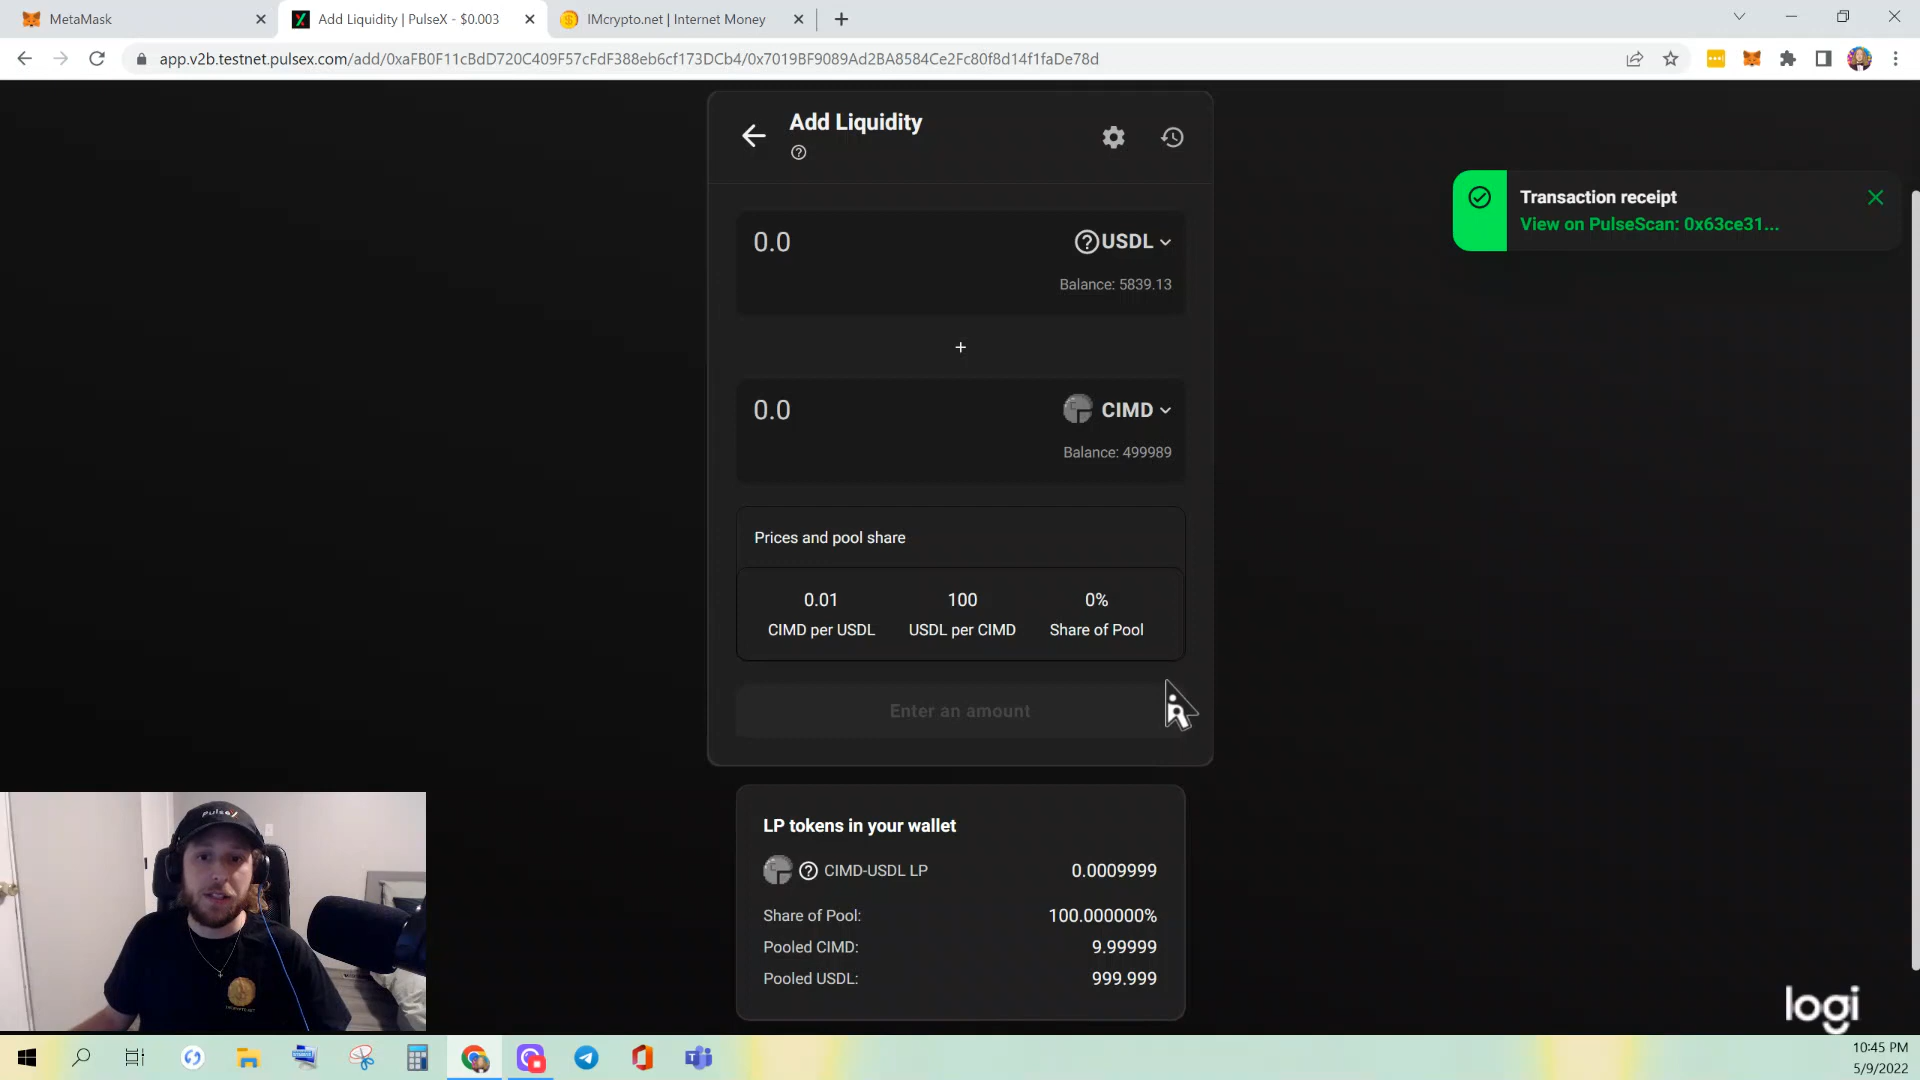 MetaMask
Add Liquidity | PulseX - $0.003
IMcrypto.net | Internet Money
app.v2b.testnet.pulsex.com/add/0xaFB0F11cBdD720C409F57cFdF388eb6cf173DCb4/0x7019BF9089Ad2BA8584Ce2Fc80f8d14f1faDe78d
Add Liquidity
Transaction receipt
View on PulseScan: 0x63ce31...
0.0 USDL
Balance: 5839.13
+
0.0 CIMD
Balance: 499989
Prices and pool share
0.01 100 0%
CIMD per USDL USDL per CIMD Share of Pool
Enter an amount
LP tokens in your wallet
CIMD-USDL LP 0.0009999
Share of Pool: 100.000000%
Pooled CIMD: 9.99999
Pooled USDL: 999.999
PulseX
logi
10:45 PM
5/9/2022